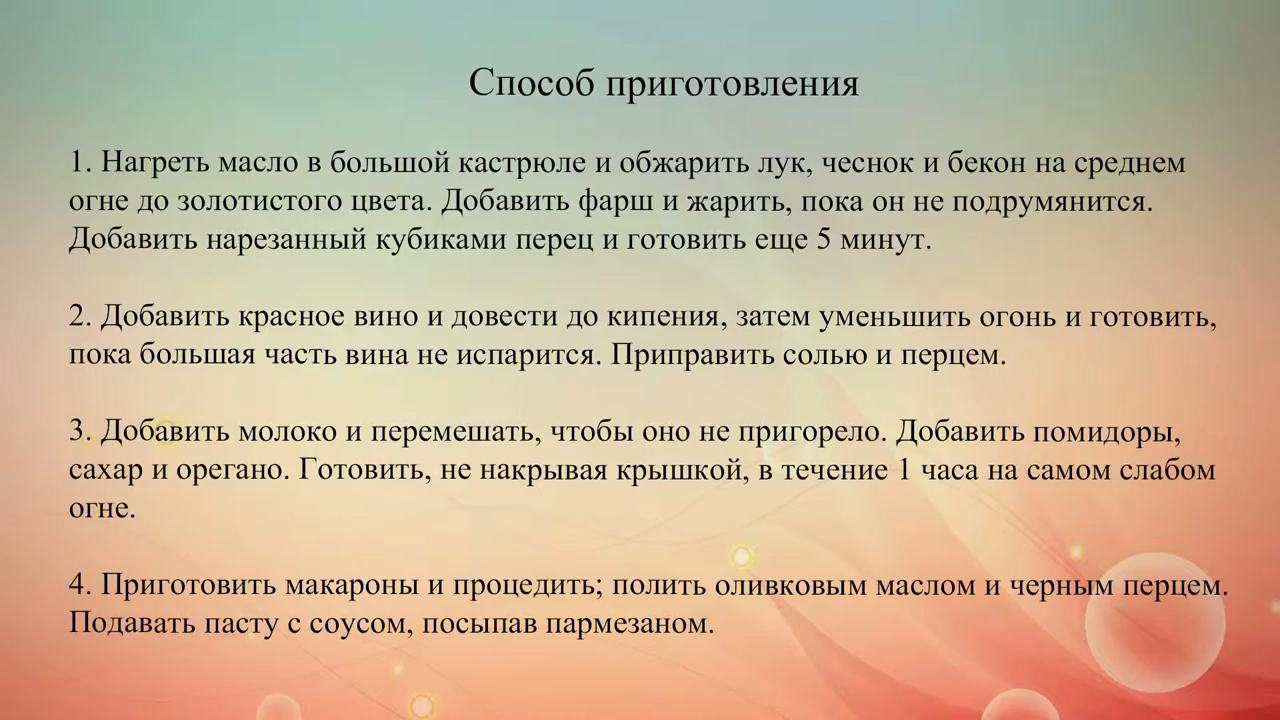 Способ приготовления
1. Нагреть масло в большой кастрюле и обжарить лук, чеснок и бекон на среднем
огне до золотистого цвета. Добавить фарш и жарить, пока он не подрумянится.
Добавить нарезанный кубиками перец и готовить еще 5 минут.
2. Добавить красное вино и довести до кипения, затем уменьшить огонь и готовить,
пока большая часть вина не испарится. Приправить солью и перцем.
3. Добавить молоко и перемешать, чтобы оно не пригорело. Добавить помидоры,
сахар и орегано. Готовить, не накрывая крышкой, в течение 1 часа на самом слабом
огне.
4. Приготовить макароны и процедить; полить оливковым маслом и черным перцем.
Подавать пасту с соусом, посыпав пармезаном.